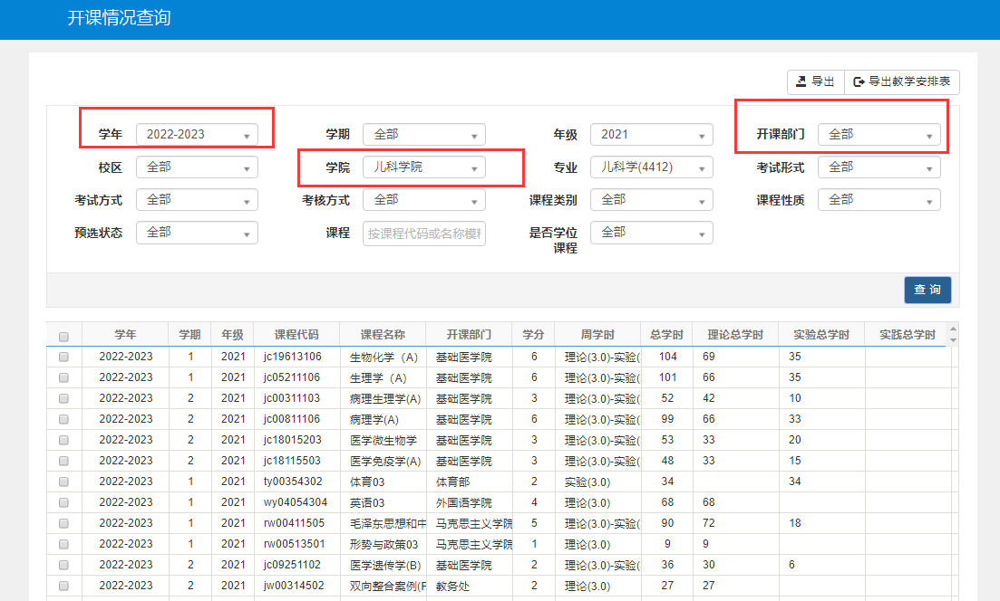 开课情况查询
导出 导出教学安排表
学年 2022-2023 学期 全部 年级 2021 开课部门 全部
校区 全部 学院 儿科学院 专业 儿科学(4412) 考试形式 全部
考试方式 全部 考核方式 全部 课程类别 全部 课程性质 全部
预选状态 全部 课程 按课程代码或名称模 是否学位课程 全部
查 询
学年 学期 年级 课程代码 课程名称 开课部门 学分 周学时 总学时 理论总学时 实验总学时 实践总学时
2022-2023 1 2021 jc19613106 生物化学（A） 基础医学院 6 理论(3.0)-实验( 104 69 35
2022-2023 1 2021 jc05211106 生理学（A） 基础医学院 6 理论(3.0)-实验( 101 66 35
2022-2023 2 2021 jc00311103 病理生理学(A) 基础医学院 3 理论(3.0)-实验( 52 42 10
2022-2023 2 2021 jc00811106 病理学(A) 基础医学院 6 理论(3.0)-实验( 99 66 33
2022-2023 2 2021 jc18015203 医学微生物学 基础医学院 3 理论(3.0)-实验( 53 33 20
2022-2023 2 2021 jc18115503 医学免疫学(A) 基础医学院 3 理论(3.0)-实验( 48 33 15
2022-2023 1 2021 ty00354302 体育03 体育部 2 实验(3.0) 34 34
2022-2023 1 2021 wy04054304 英语03 外国语学院 4 理论(3.0) 68 68
2022-2023 1 2021 rw00411505 毛泽东思想和中 马克思主义学院 5 理论(3.0)-实验( 90 72 18
2022-2023 1 2021 rw00513501 形势与政策03 马克思主义学院 1 理论(3.0) 9 9
2022-2023 2 2021 jc09251102 医学遗传学(B) 基础医学院 2 理论(3.0)-实验( 36 30 6
2022-2023 2 2021 jw00314502 双向整合案例(F 教务处 2 理论(3.0) 27 27